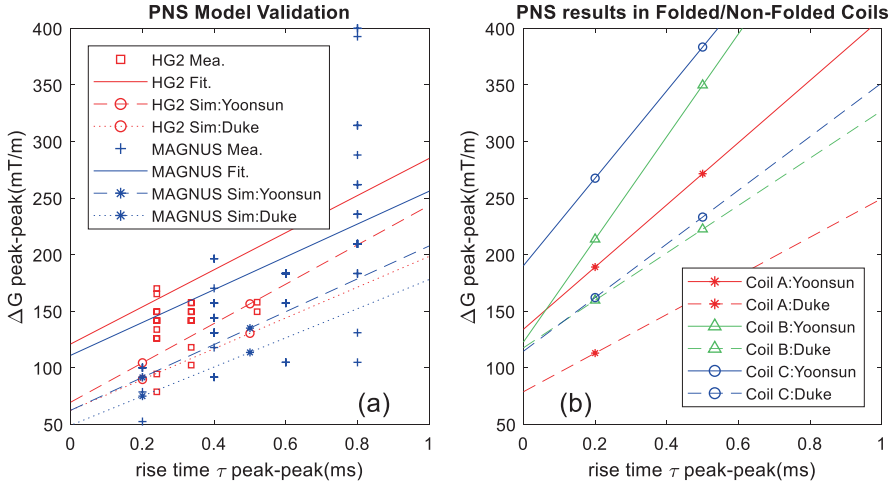 PNS Model Validation
PNS results in Folded/Non-Folded Coils
400
350
300
250
200
150
100
50
0
0.2
0.4
0.6
0.8
1
ΔG peak-peak(mT/m)
rise time τ peak-peak(ms)
HG2 Mea.
HG2 Fit.
HG2 Sim:Yoonsun
HG2 Sim:Duke
MAGNUS Mea.
MAGNUS Fit.
MAGNUS Sim:Yoonsun
MAGNUS Sim:Duke
(a)
400
350
300
250
200
150
100
50
0
0.2
0.4
0.6
0.8
1
ΔG peak-peak(mT/m)
rise time τ peak-peak(ms)
Coil A:Yoonsun
Coil A:Duke
Coil B:Yoonsun
Coil B:Duke
Coil C:Yoonsun
Coil C:Duke
(b)